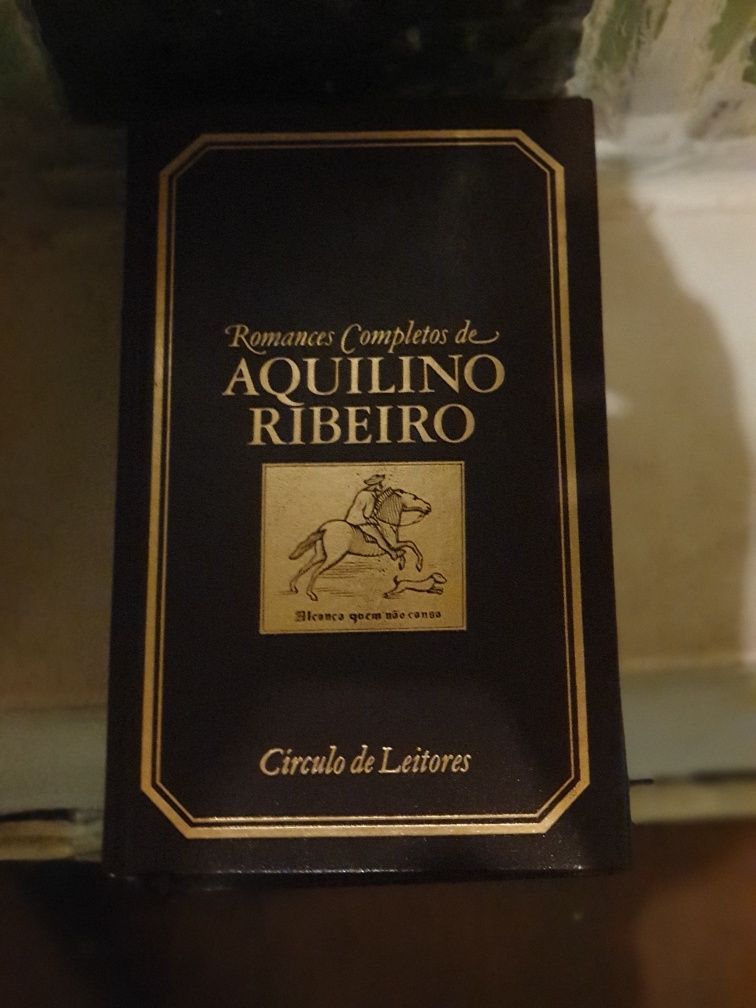 Romances Completos de
AQUILINO
RIBEIRO
Alcança quem não cansa
Círculo de Leitores